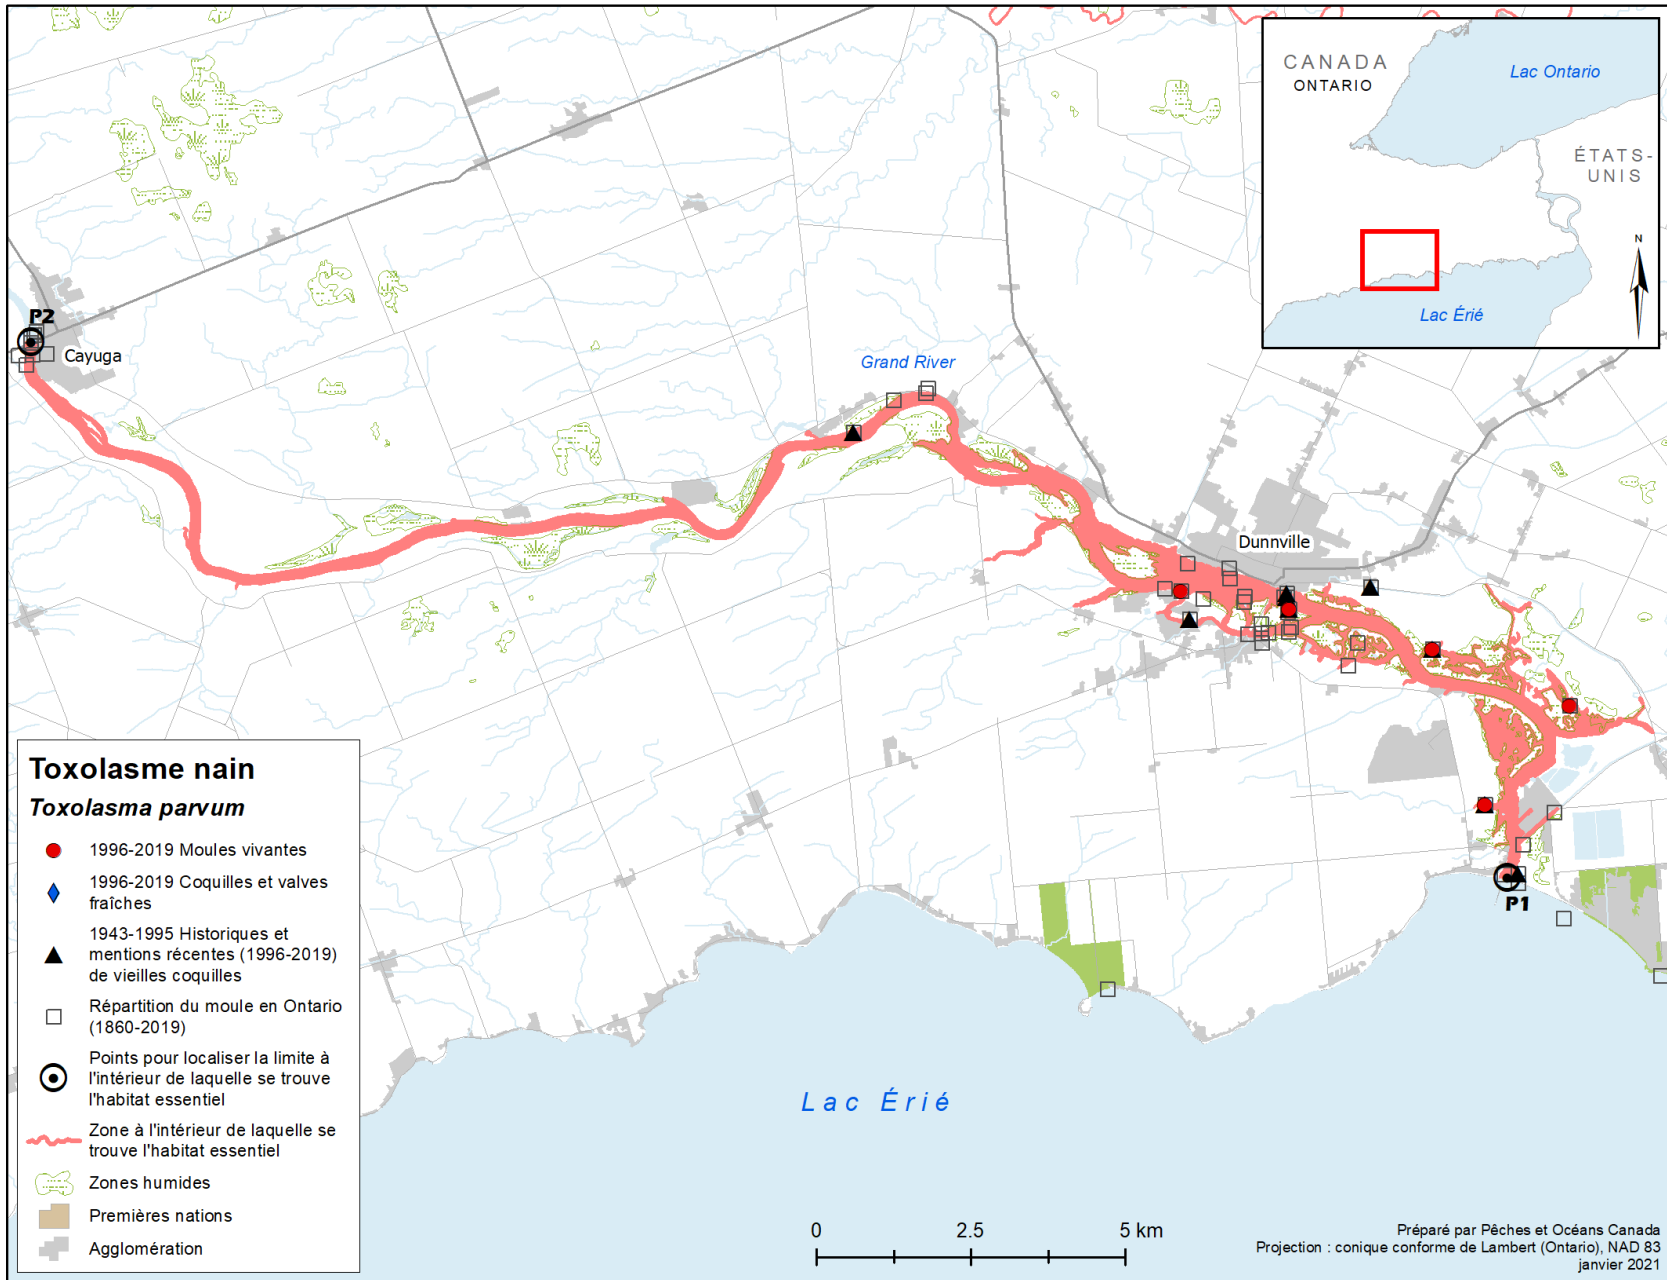 CANADA
ONTARIO
Lac Ontario
ÉTATS-
UNIS
Lac Érié
N
P2
Cayuga
Grand River
Dunnville
P1
Lac Érié
Toxolasme nain
Toxolasma parvum
1996-2019 Moules vivantes
1996-2019 Coquilles et valves
fraîches
1943-1995 Historiques et
mentions récentes (1996-2019)
de vieilles coquilles
Répartition du moule en Ontario
(1860-2019)
Points pour localiser la limite à
l'intérieur de laquelle se trouve
l'habitat essentiel
Zone à l'intérieur de laquelle se
trouve l'habitat essentiel
Zones humides
Premières nations
Agglomération
0 2.5 5 km
Préparé par Pêches et Océans Canada
Projection : conique conforme de Lambert (Ontario), NAD 83
janvier 2021